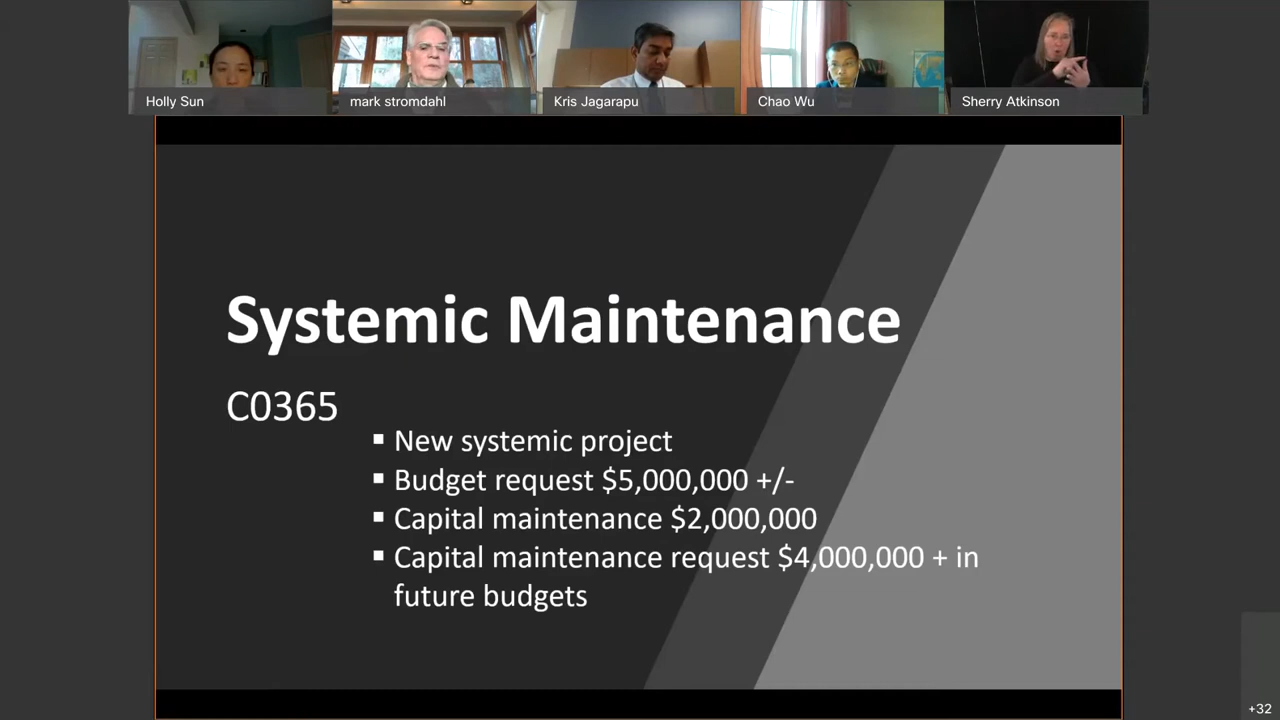 Holly Sun
mark stromdahl
Kris Jagarapu
Chao Wu
Sherry Atkinson
Systemic Maintenance
C0365
▪ New systemic project
▪ Budget request $5,000,000 +/-
▪ Capital maintenance $2,000,000
▪ Capital maintenance request $4,000,000 + in
future budgets
+32